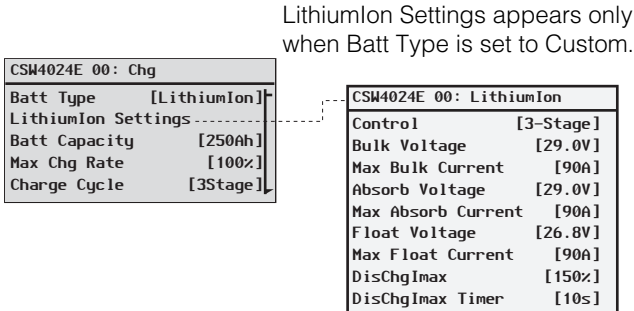 LithiumIon Settings appears only
when Batt Type is set to Custom.
CSW4024E 00: Chg
Batt Type [LithiumIon]
LithiumIon Settings
Batt Capacity [250Ah]
Max Chg Rate [100%]
Charge Cycle [3Stage]
CSW4024E 00: LithiumIon
Control [3-Stage]
Bulk Voltage [29.0V]
Max Bulk Current [90A]
Absorb Voltage [29.0V]
Max Absorb Current [90A]
Float Voltage [26.8V]
Max Float Current [90A]
DisChgImax [150%]
DisChgImax Timer [10s]